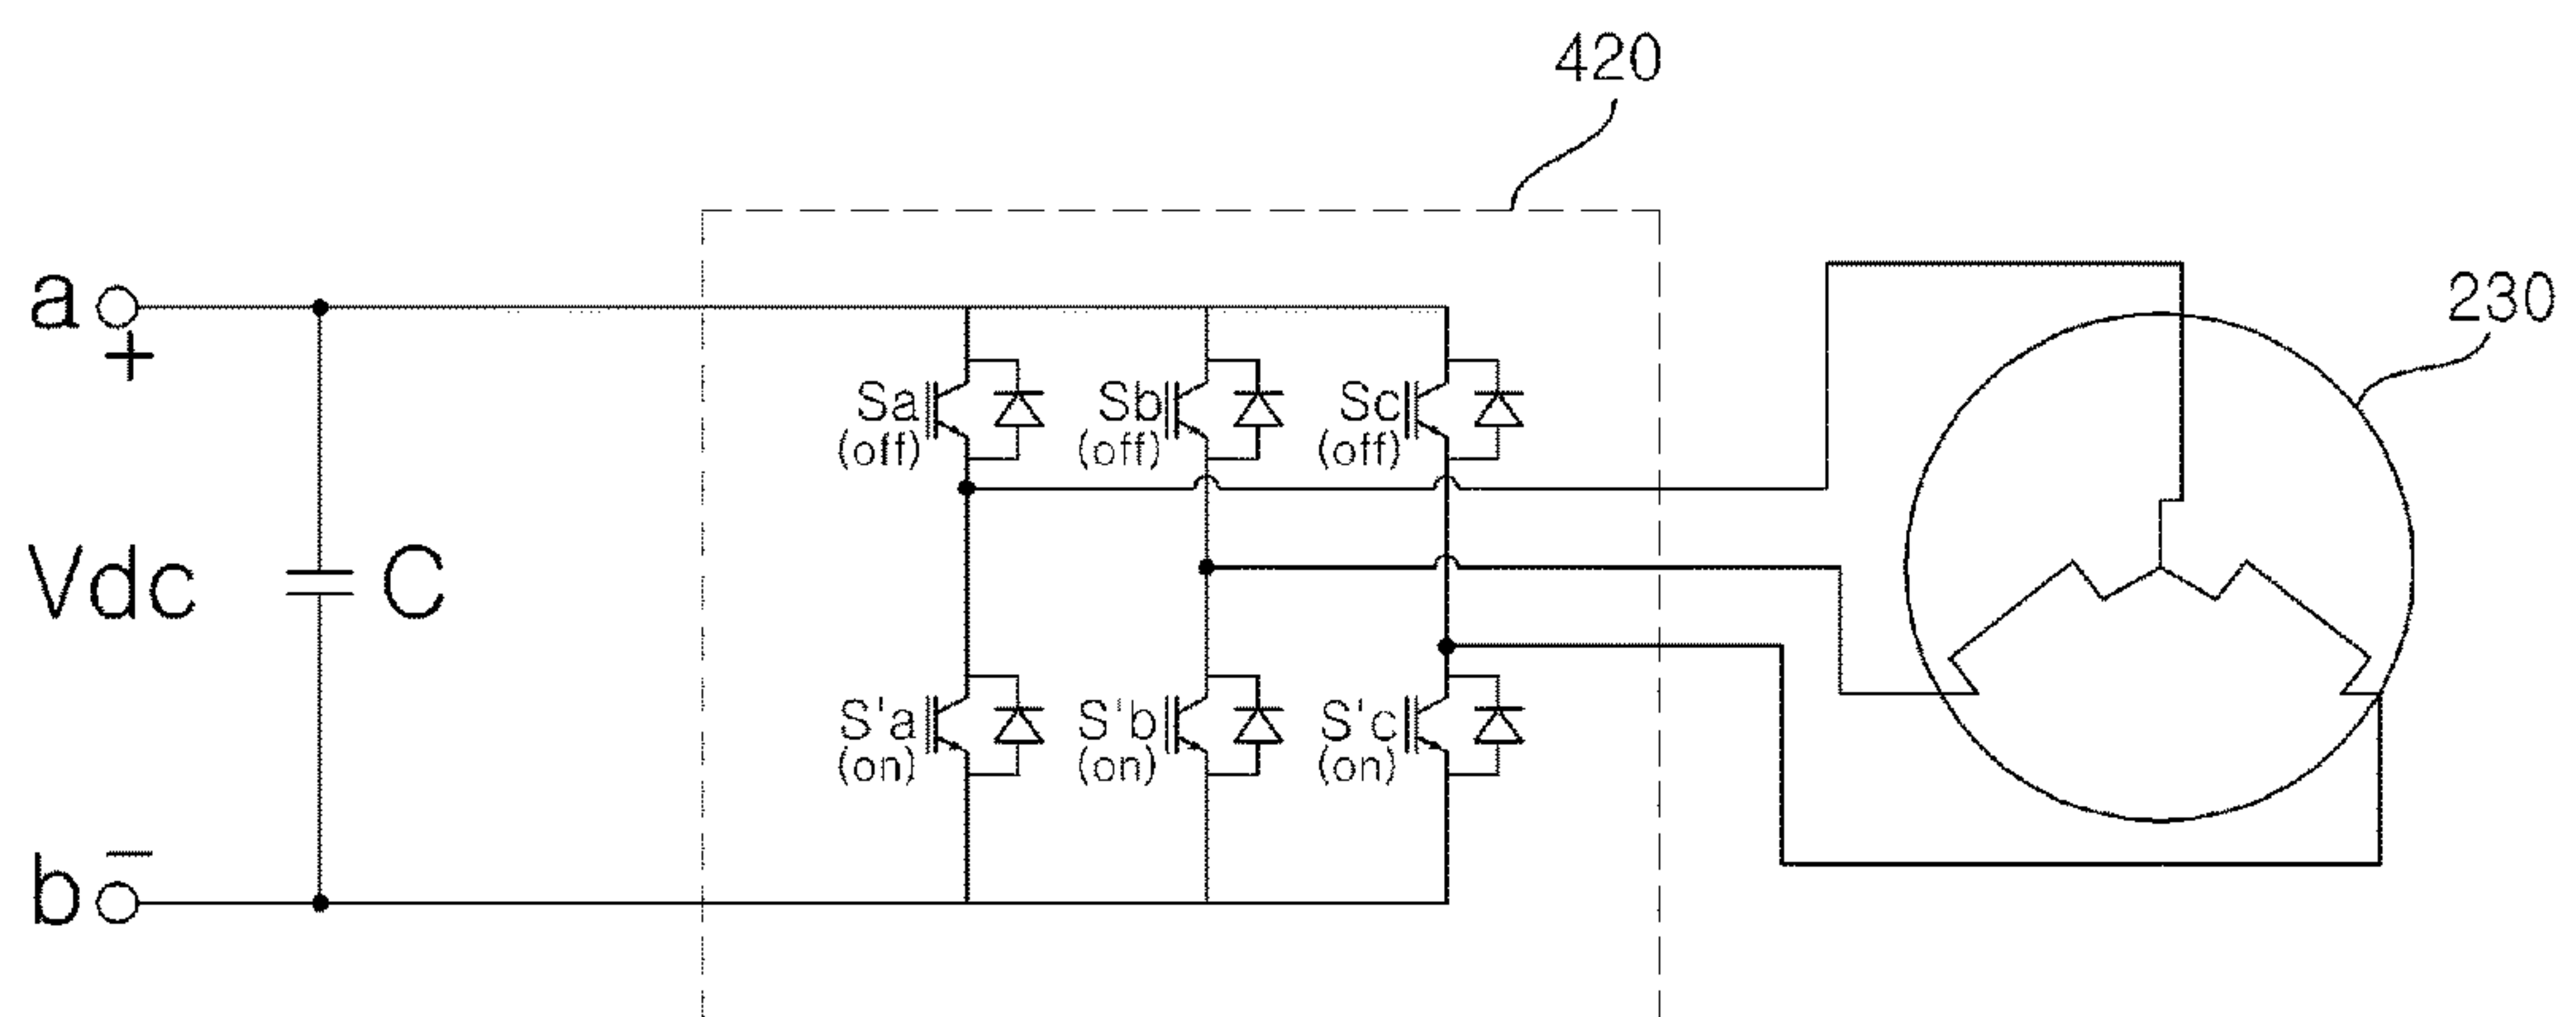 420
230
a
+
Sa
(off)
Sb
(off)
Sc
(off)
Vdc
C
S'a
(on)
S'b
(on)
S'c
(on)
b
−